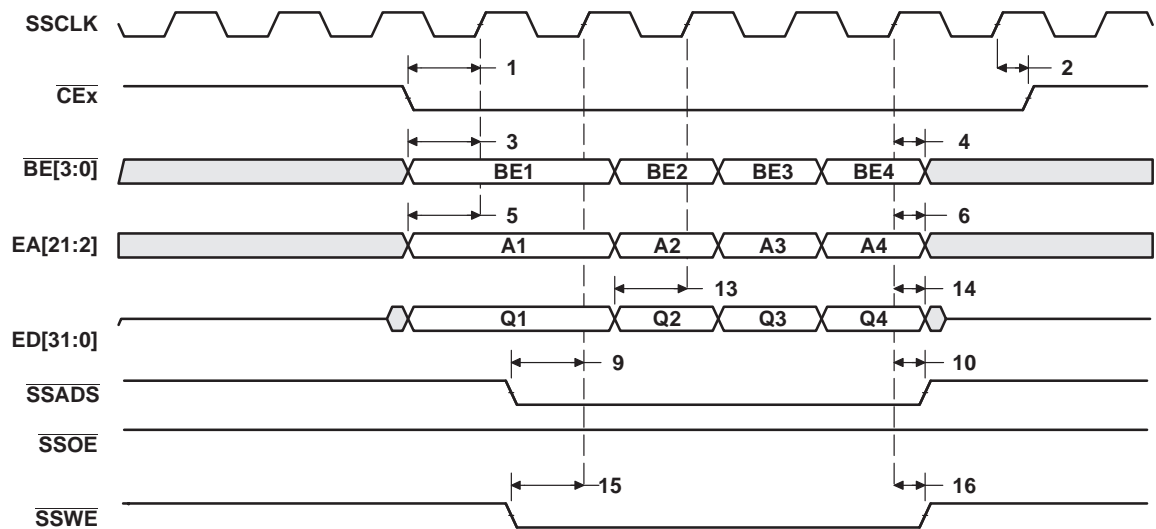 SSCLK
1 2
CEx
3 4
BE[3:0] BE1 BE2 BE3 BE4
5 6
EA[21:2] A1 A2 A3 A4
13 14
ED[31:0] Q1 Q2 Q3 Q4
9 10
SSADS
SSOE
15 16
SSWE